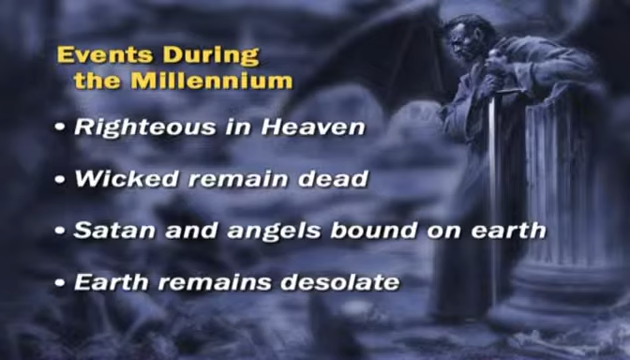 Events During
the Millennium
• Righteous in Heaven
• Wicked remain dead
• Satan and angels bound on earth
• Earth remains desolate